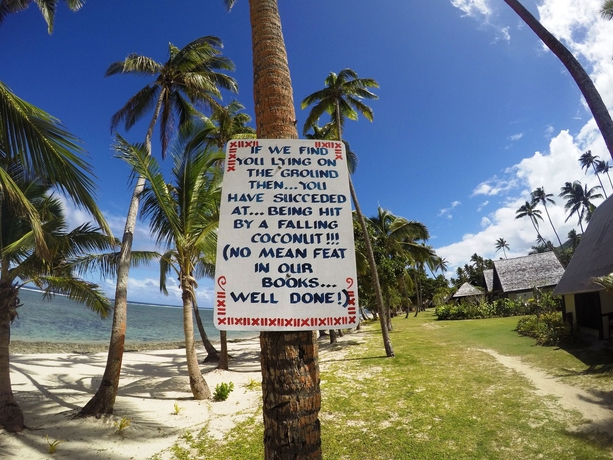 IF WE FIND
YOU LYING ON
THE GROUND
THEN...YOU
HAVE SUCCEDED
AT... BEING HIT
BY A FALLING
COCONUT!!!
(NO MEAN FEAT
IN OUR
BOOKS...
WELL DONE!)